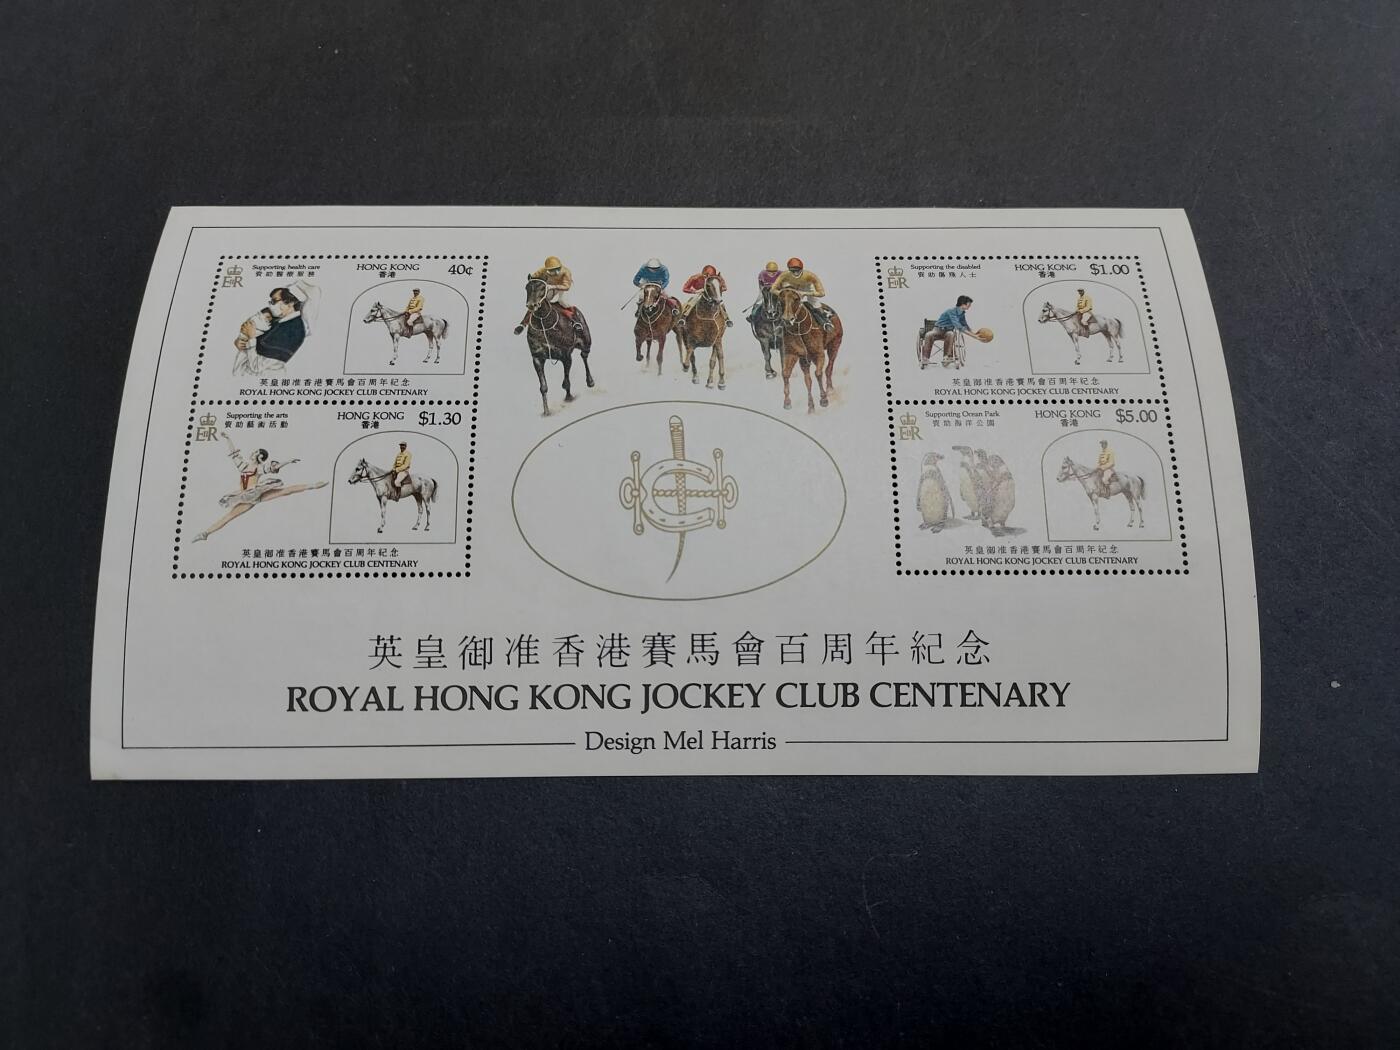 Supporting health care
資助醫療服務
HONG KONG
香港
40¢
EIIR
英皇御准香港賽馬會百周年紀念
ROYAL HONG KONG JOCKEY CLUB CENTENARY
Supporting the arts
資助藝術活動
HONG KONG
香港
$1.30
EIIR
英皇御准香港賽馬會百周年紀念
ROYAL HONG KONG JOCKEY CLUB CENTENARY
Supporting the disabled
資助傷殘人士
HONG KONG
香港
$1.00
EIIR
英皇御准香港賽馬會百周年紀念
ROYAL HONG KONG JOCKEY CLUB CENTENARY
Supporting Ocean Park
資助海洋公園
HONG KONG
香港
$5.00
EIIR
英皇御准香港賽馬會百周年紀念
ROYAL HONG KONG JOCKEY CLUB CENTENARY
英皇御准香港賽馬會百周年紀念
ROYAL HONG KONG JOCKEY CLUB CENTENARY
Design Mel Harris